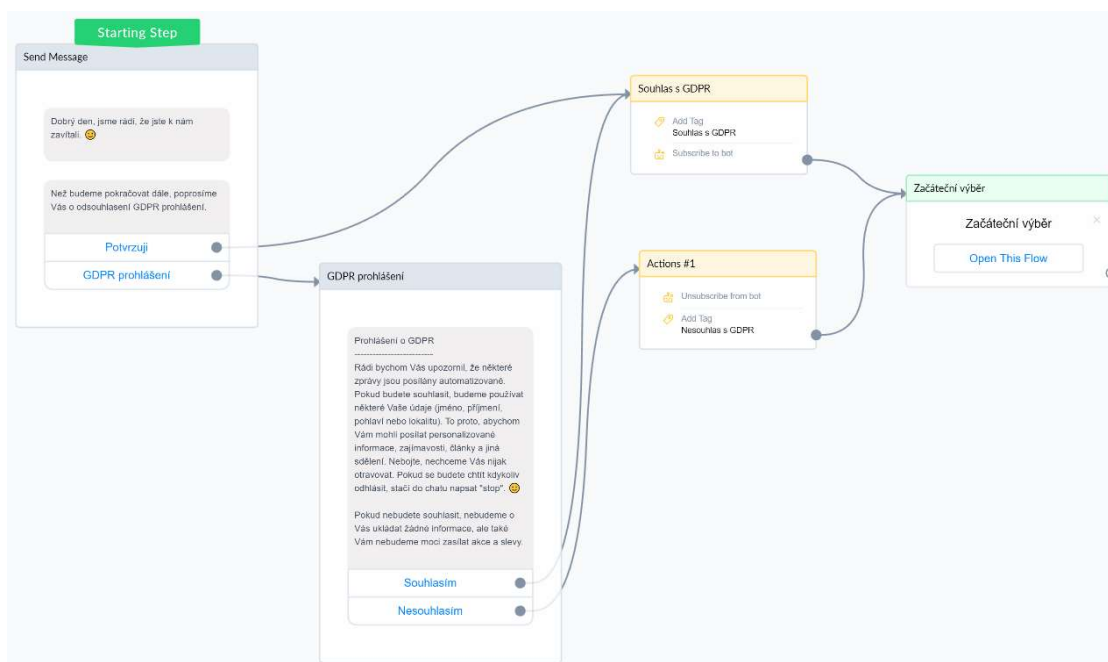 Starting Step
Send Message
Dobrý den, jsme rádi, že jste k nám
zavítali. 🙂
Než budeme pokračovat dále, poprosíme
Vás o odsouhlasení GDPR prohlášení.
Potvrzuji
GDPR prohlášení
GDPR prohlášení
Prohlášení o GDPR
---------------------------
Rádi bychom Vás upozornil, že některé
zprávy jsou posílány automatizovaně.
Pokud budete souhlasit, budeme používat
některé Vaše údaje (jméno, příjmení,
pohlaví nebo lokalitu). To proto, abychom
Vám mohli posílat personalizované
informace, zajímavosti, články a jiná
sdělení. Nebojte, nechceme Vás nijak
otravovat. Pokud se budete chtít kdykoliv
odhlásit, stačí do chatu napsat "stop". 🙂
Pokud nebudete souhlasit, nebudeme o
Vás ukládat žádné informace, ale také
Vám nebudeme moci zasílat akce a slevy.
Souhlasím
Nesouhlasím
Souhlas s GDPR
Add Tag
Souhlas s GDPR
Subscribe to bot
Actions #1
Unsubscribe from bot
Add Tag
Nesouhlas s GDPR
Začáteční výběr
Začáteční výběr
Open This Flow